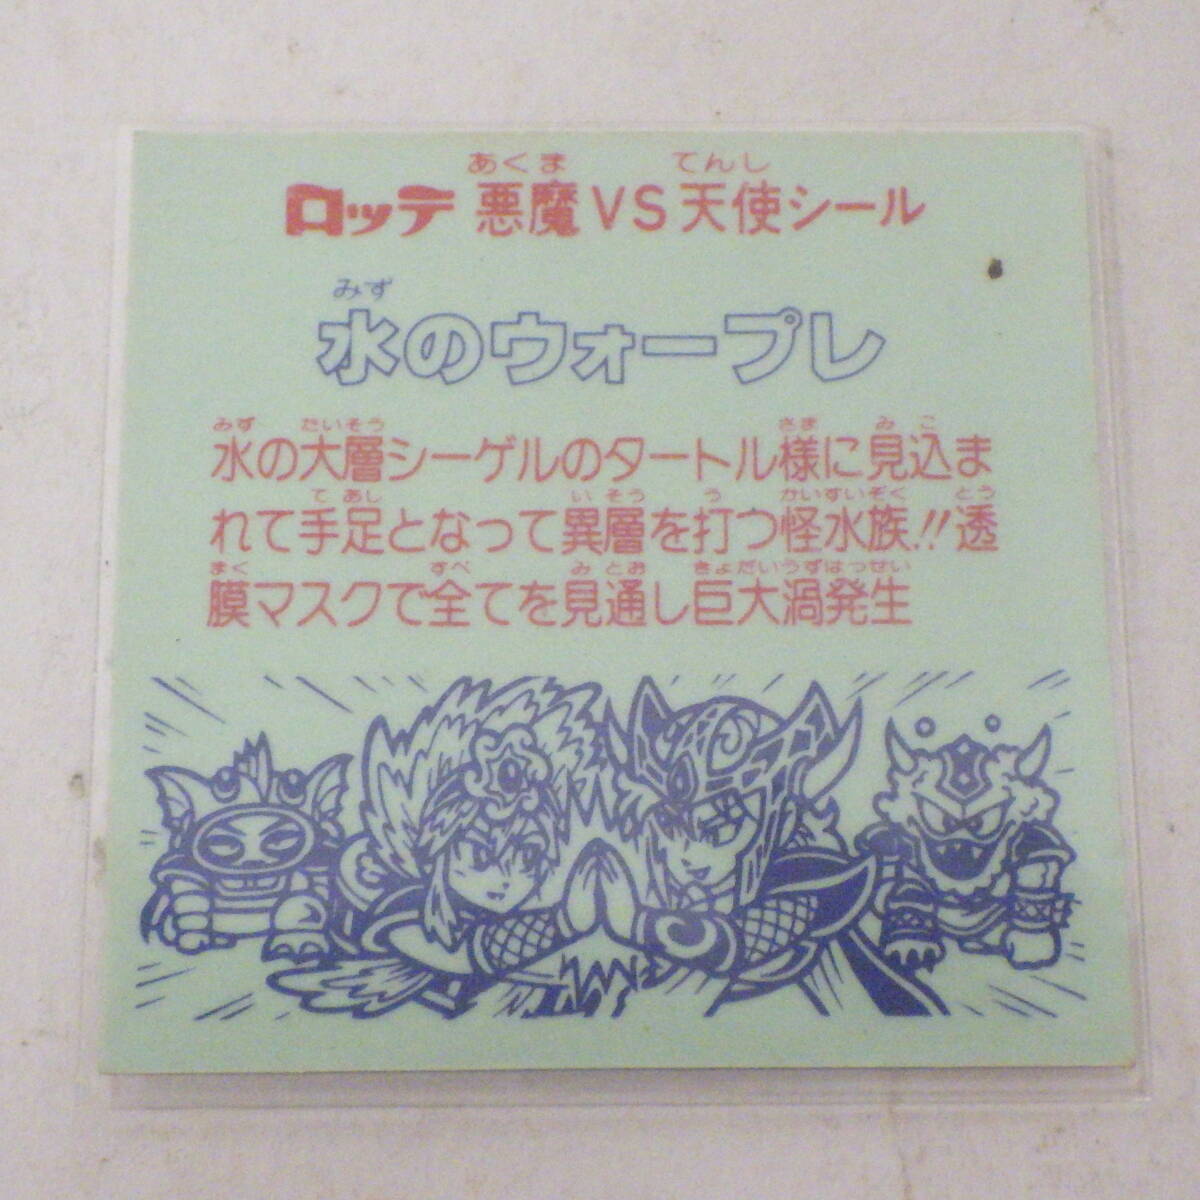 あくま てんし
ロッテ 悪魔VS天使シール
みず
水のウォープレ
みず たいそう さま みこ
水の大層シーゲルのタートル様に見込ま
て あし い そう う かいすいぞく とう
れて手足となって異層を打つ怪水族!!透
まく すべ み とお きょだいうずはっせい
膜マスクで全てを見通し巨大渦発生